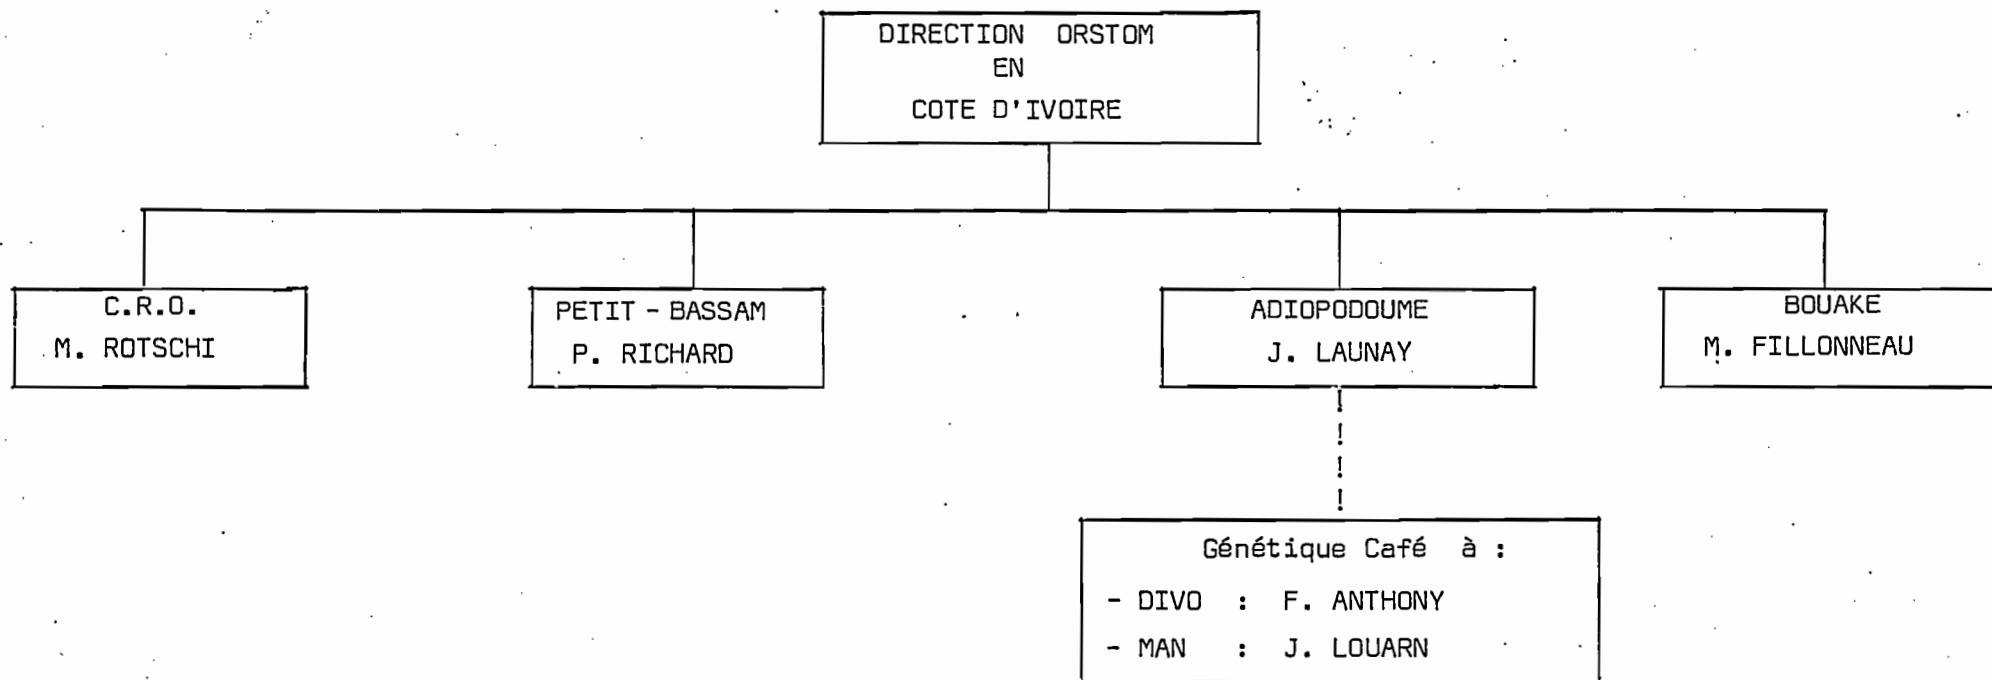 DIRECTION ORSTOM
EN
COTE D'IVOIRE
C.R.O.
M. ROTSCHI
PETIT - BASSAM
P. RICHARD
ADIOPODOUME
J. LAUNAY
BOUAKE
M. FILLONNEAU
Génétique Café à :
- DIVO : F. ANTHONY
- MAN : J. LOUARN